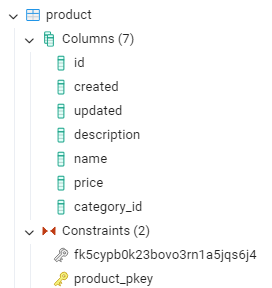 product
Columns (7)
id
created
updated
description
name
price
category_id
Constraints (2)
fk5cypb0k23bovo3rn1a5jqs6j4
product_pkey